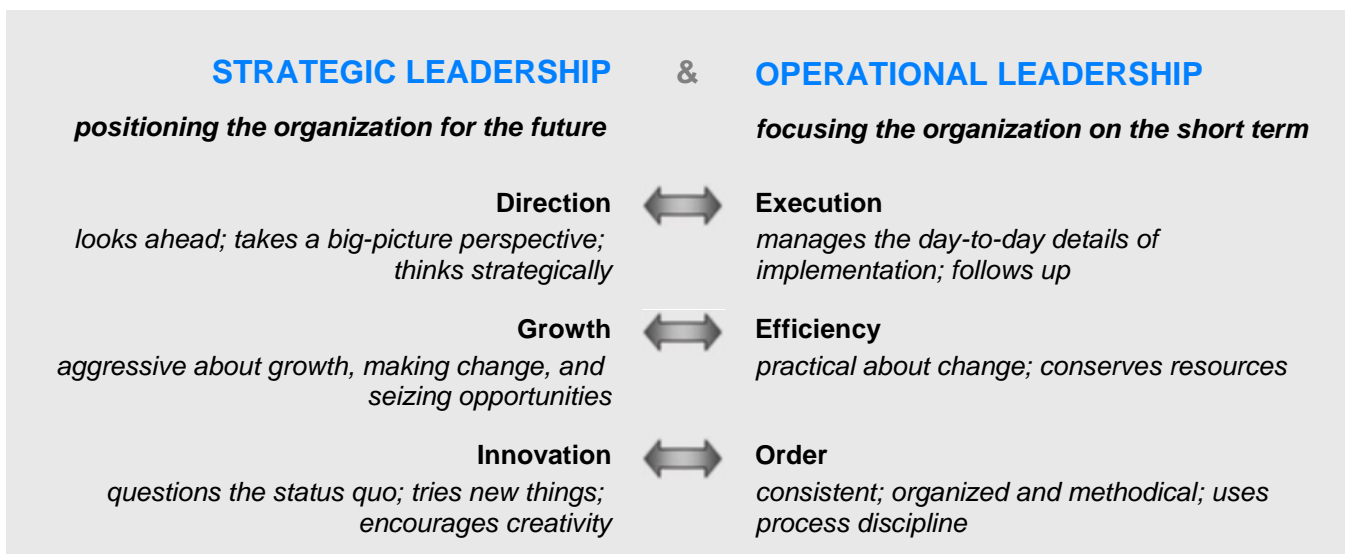 STRATEGIC LEADERSHIP & OPERATIONAL LEADERSHIP
positioning the organization for the future
focusing the organization on the short term
Direction
looks ahead; takes a big-picture perspective;
thinks strategically
Execution
manages the day-to-day details of
implementation; follows up
Growth
aggressive about growth, making change, and
seizing opportunities
Efficiency
practical about change; conserves resources
Innovation
questions the status quo; tries new things;
encourages creativity
Order
consistent; organized and methodical; uses
process discipline